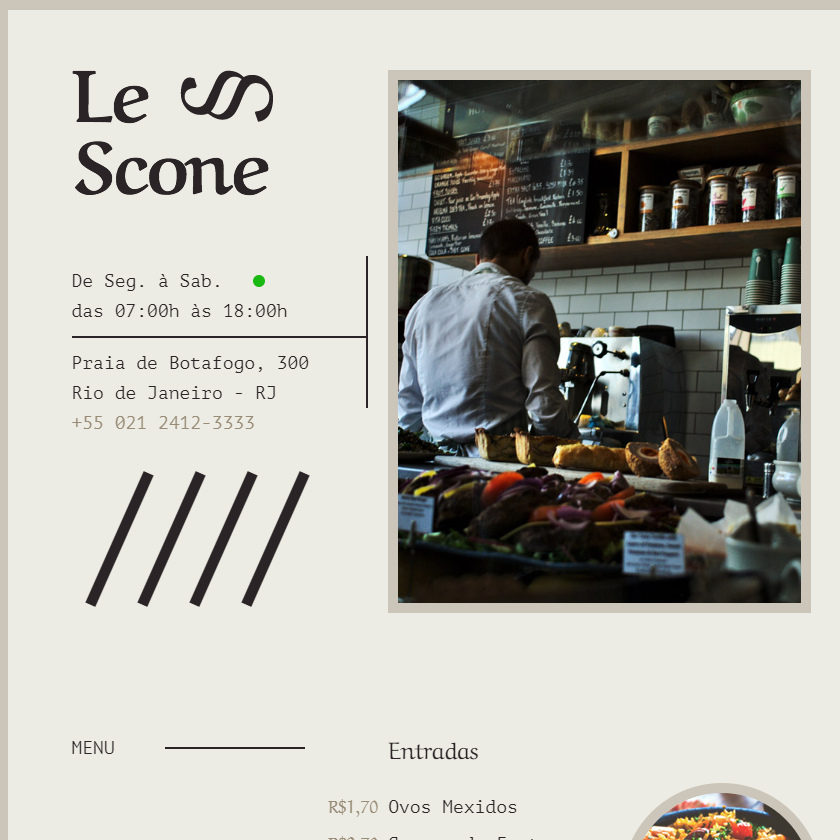 Le
Scone
De Seg. à Sab.
das 07:00h às 18:00h
Praia de Botafogo, 300
Rio de Janeiro - RJ
+55 021 2412-3333
MENU
Entradas
R$1,70 Ovos Mexidos